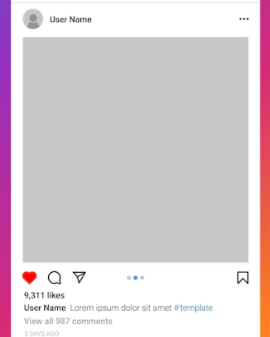 User Name
9,311 likes
User Name Lorem ipsum dolor sit amet #template
View all 987 comments
5 DAYS AGO